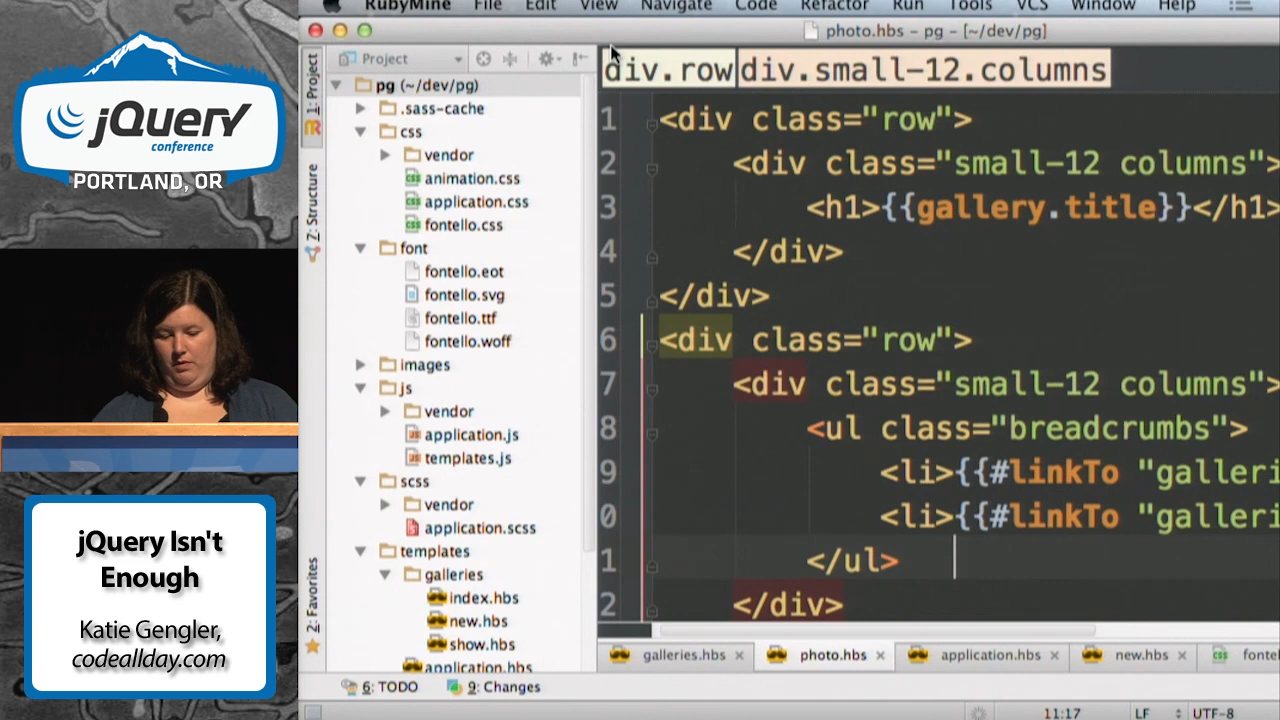 jQuery
conference
PORTLAND, OR
jQuery Isn't
Enough
Katie Gengler,
codeallday.com
RubyMine File Edit View Navigate Code Refactor Run Tools VCS Window Help
photo.hbs – pg – [~/dev/pg]
1: Project
7: Structure
2: Favorites
Project
pg (~/dev/pg)
.sass-cache
css
vendor
animation.css
application.css
fontello.css
font
fontello.eot
fontello.svg
fontello.ttf
fontello.woff
images
js
vendor
application.js
templates.js
scss
vendor
application.scss
templates
galleries
index.hbs
new.hbs
show.hbs
application.hbs
div.row div.small-12.columns
1 <div class="row">
2 <div class="small-12 columns">
3 <h1>{{gallery.title}}</h1>
4 </div>
5 </div>
6 <div class="row">
7 <div class="small-12 columns">
8 <ul class="breadcrumbs">
9 <li>{{#linkTo "galleri
0 <li>{{#linkTo "galleri
1 </ul>
2 </div>
galleries.hbs photo.hbs application.hbs new.hbs fonte
6: TODO 9: Changes
11:17 LF UTF-8